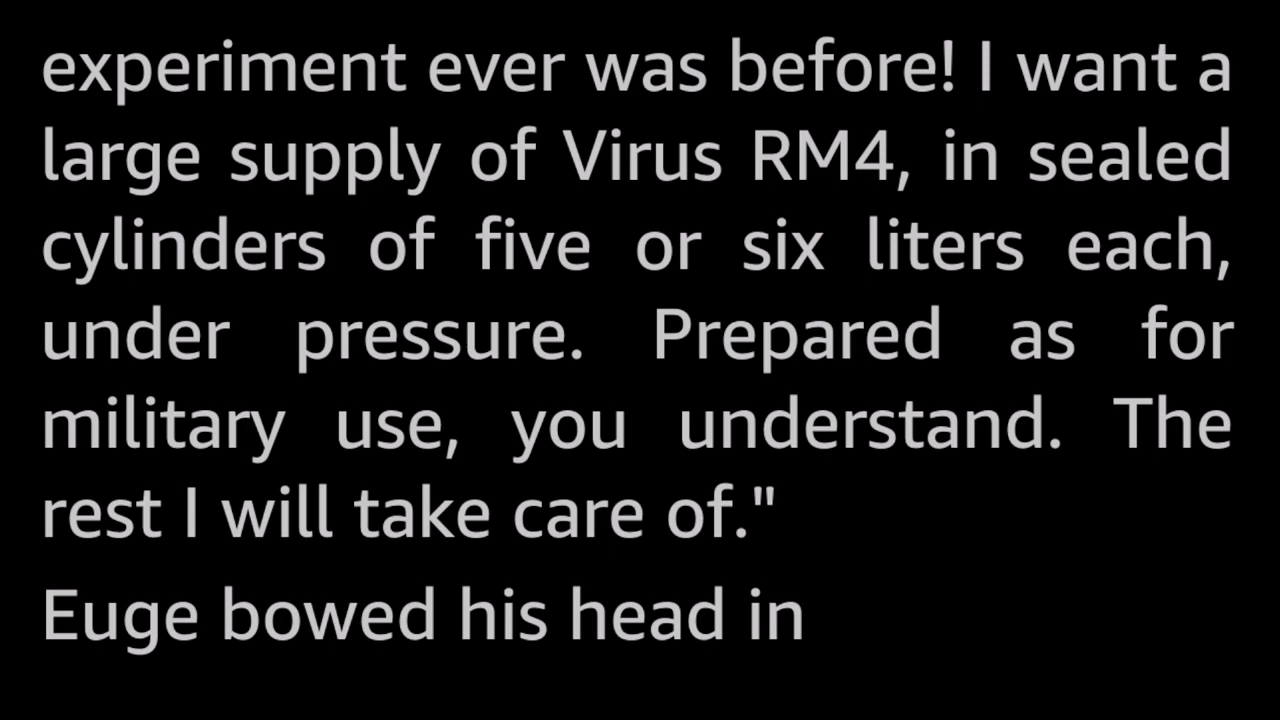 experiment ever was before! I want a
large supply of Virus RM4, in sealed
cylinders of five or six liters each,
under pressure. Prepared as for
military use, you understand. The
rest I will take care of."
Euge bowed his head in